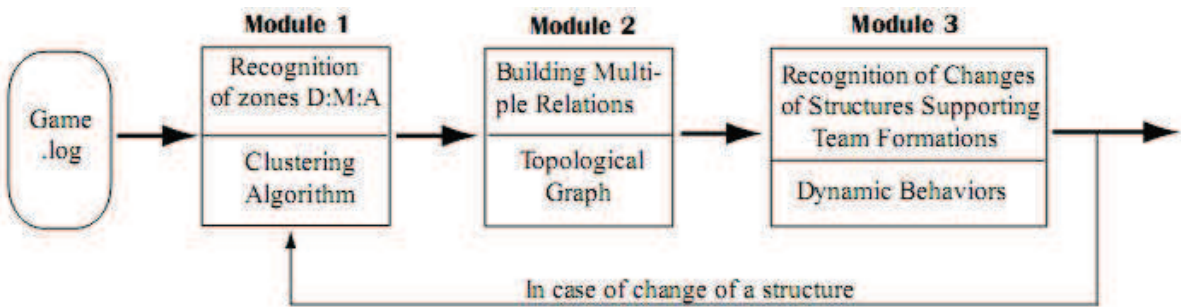 Module 1
Module 2
Module 3
Game
.log
Recognition
of zones D:M:A
Clustering
Algorithm
Building Multi-
ple Relations
Topological
Graph
Recognition of Changes
of Structures Supporting
Team Formations
Dynamic Behaviors
In case of change of a structure